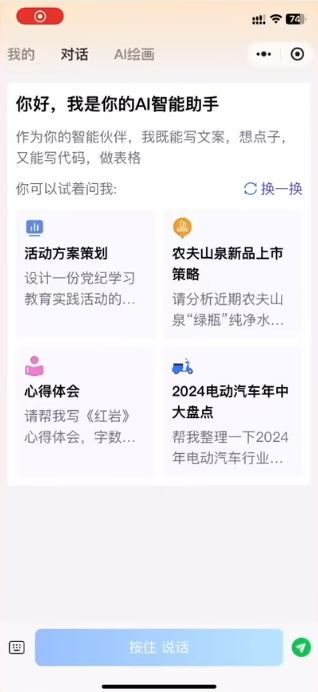 74
我的 对话 AI绘画
你好，我是你的AI智能助手
作为你的智能伙伴，我既能写文案，想点子，
又能写代码，做表格
你可以试着问我:
换一换
活动方案策划
设计一份党纪学习
教育实践活动的...
农夫山泉新品上市
策略
请分析近期农夫山
泉“绿瓶”纯净水...
心得体会
请帮我写《红岩》
心得体会，字数...
2024电动汽车年中
大盘点
帮我整理一下2024
年电动汽车行业...
按住 说话